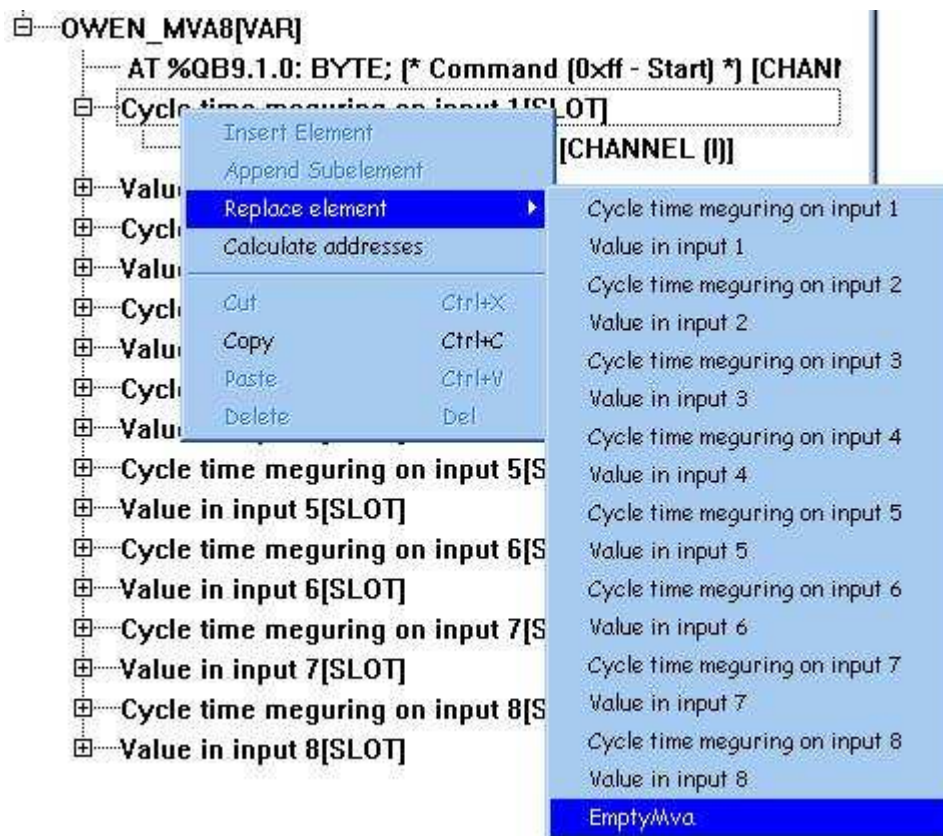 OWEN_MVA8[VAR]
AT %QB9.1.0: BYTE; (* Command (0xff - Start) *) [CHAN
Cycle time meguring on input 1[SLOT]
[CHANNEL (I)]
Valu
Cycl
Valu
Cycl
Valu
Cycl
Valu
Cycle time meguring on input 5[S
Value in input 5[SLOT]
Cycle time meguring on input 6[S
Value in input 6[SLOT]
Cycle time meguring on input 7[S
Value in input 7[SLOT]
Cycle time meguring on input 8[S
Value in input 8[SLOT]
Insert Element
Append Subelement
Replace element
Calculate addresses
Cut Ctrl+X
Copy Ctrl+C
Paste Ctrl+V
Delete Del
Cycle time meguring on input 1
Value in input 1
Cycle time meguring on input 2
Value in input 2
Cycle time meguring on input 3
Value in input 3
Cycle time meguring on input 4
Value in input 4
Cycle time meguring on input 5
Value in input 5
Cycle time meguring on input 6
Value in input 6
Cycle time meguring on input 7
Value in input 7
Cycle time meguring on input 8
Value in input 8
EmptyMva